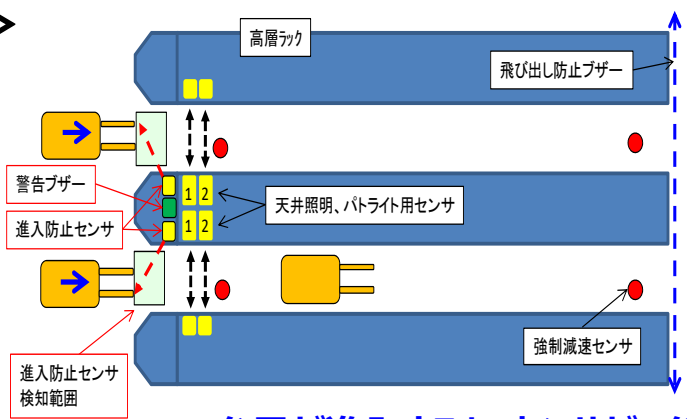 高層ラック
飛び出し防止ブザー
警告ブザー
進入防止センサ
1 2
1 2
天井照明、パトライト用センサ
進入防止センサ
検知範囲
強制減速センサ